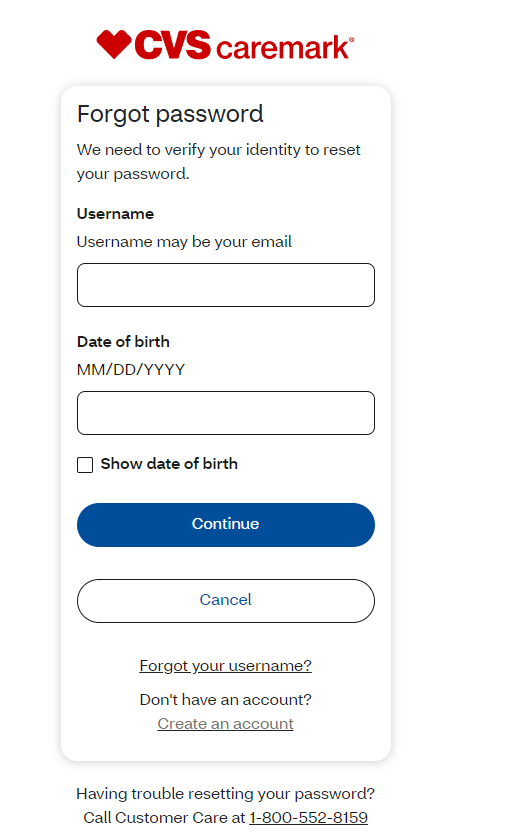 CVS caremark®
Forgot password
We need to verify your identity to reset
your password.
Username
Username may be your email
Date of birth
MM/DD/YYYY
Show date of birth
Continue
Cancel
Forgot your username?
Don't have an account?
Create an account
Having trouble resetting your password?
Call Customer Care at 1-800-552-8159